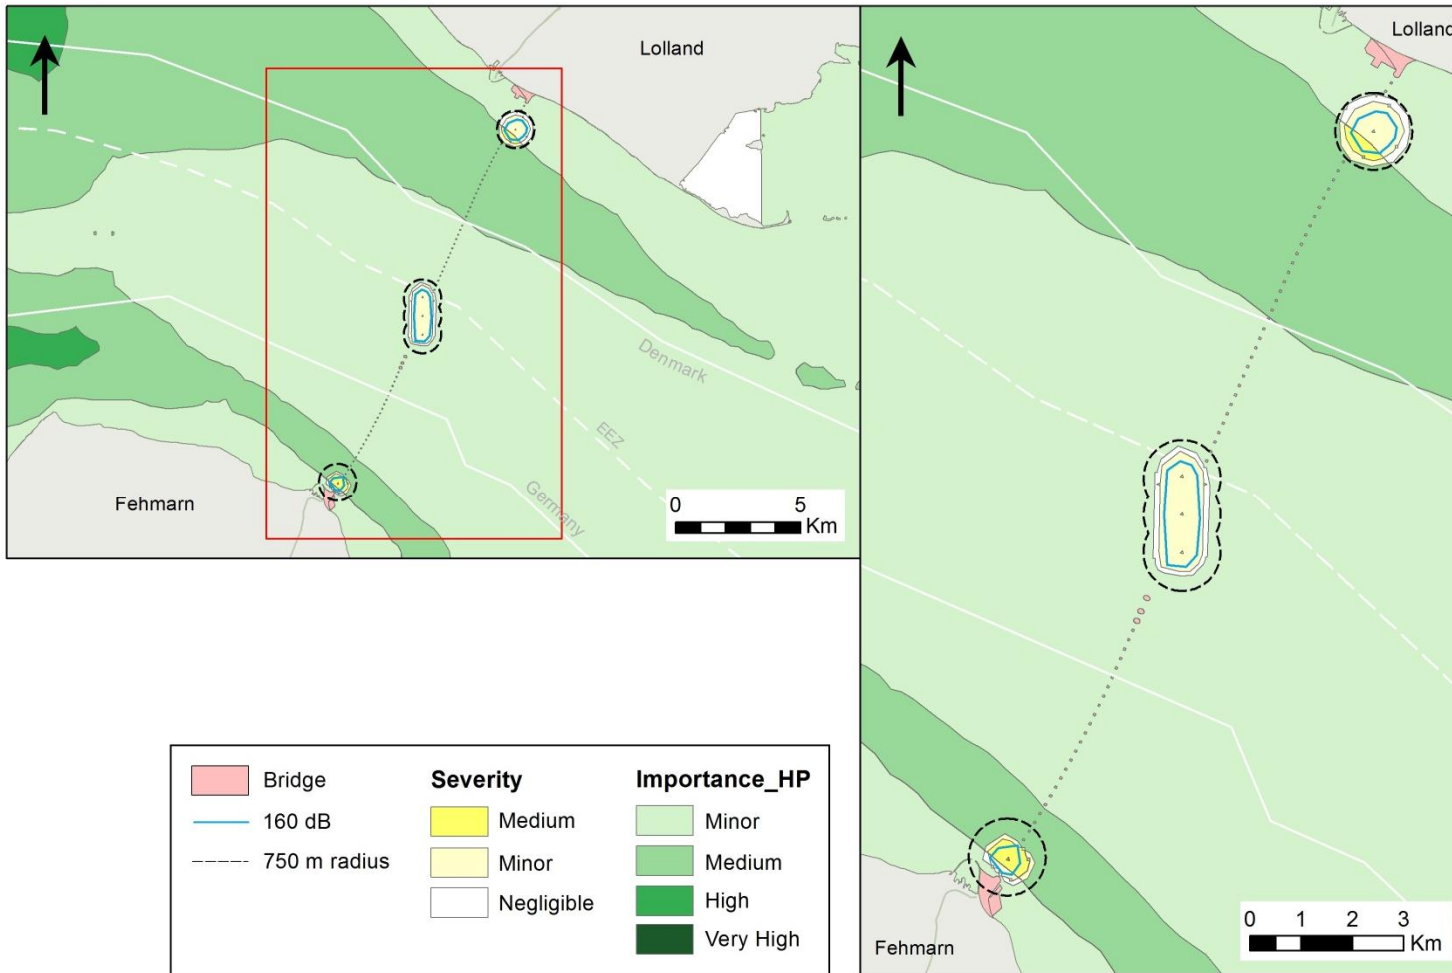 Lolland
Denmark
EEZ
Germany
Fehmarn
0 5
Km
Lolland
Fehmarn
0 1 2 3
Km
Bridge
160 dB
750 m radius
Severity
Medium
Minor
Negligible
Importance_HP
Minor
Medium
High
Very High